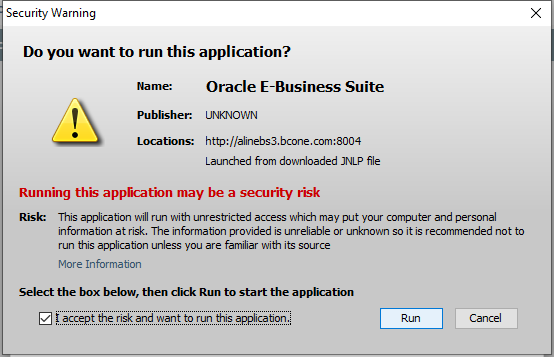 Security Warning
Do you want to run this application?
Name: Oracle E-Business Suite
Publisher: UNKNOWN
Locations: http://alinebs3.bcone.com:8004
Launched from downloaded JNLP file
Running this application may be a security risk
Risk: This application will run with unrestricted access which may put your computer and personal
information at risk. The information provided is unreliable or unknown so it is recommended not to
run this application unless you are familiar with its source
More Information
Select the box below, then click Run to start the application
I accept the risk and want to run this application.
Run Cancel